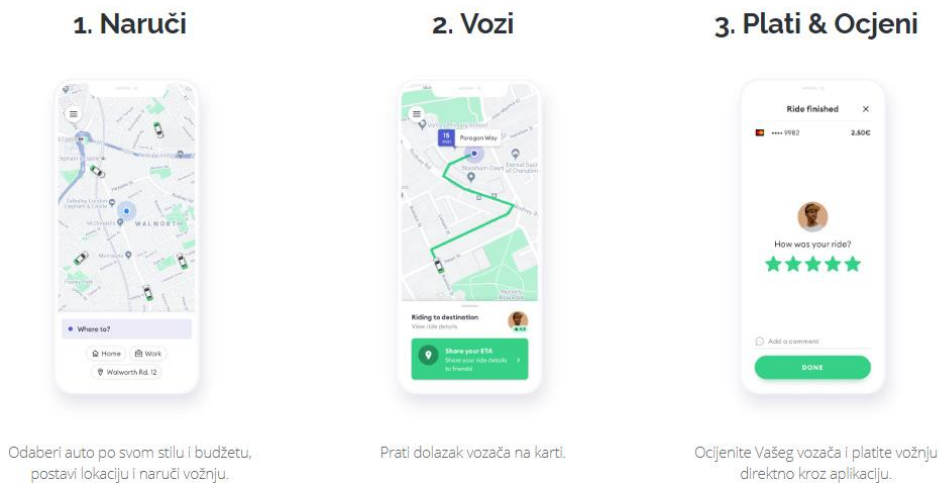 1. Naruči
2. Vozi
3. Plati & Ocjeni
WALWORTH
Where to?
Home
Work
Walworth Rd. 12
15
min
Paragon Way
Riding to destination
View ride details
Share your ETA
Share your ride details
to friends!
Ride finished
•••• 9982
2.50€
How was your ride?
Add a comment
DONE
Odaberi auto po svom stilu i budžetu,
postavi lokaciju i naruči vožnju.
Prati dolazak vozača na karti.
Ocijenite Vašeg vozača i platite vožnju
direktno kroz aplikaciju.